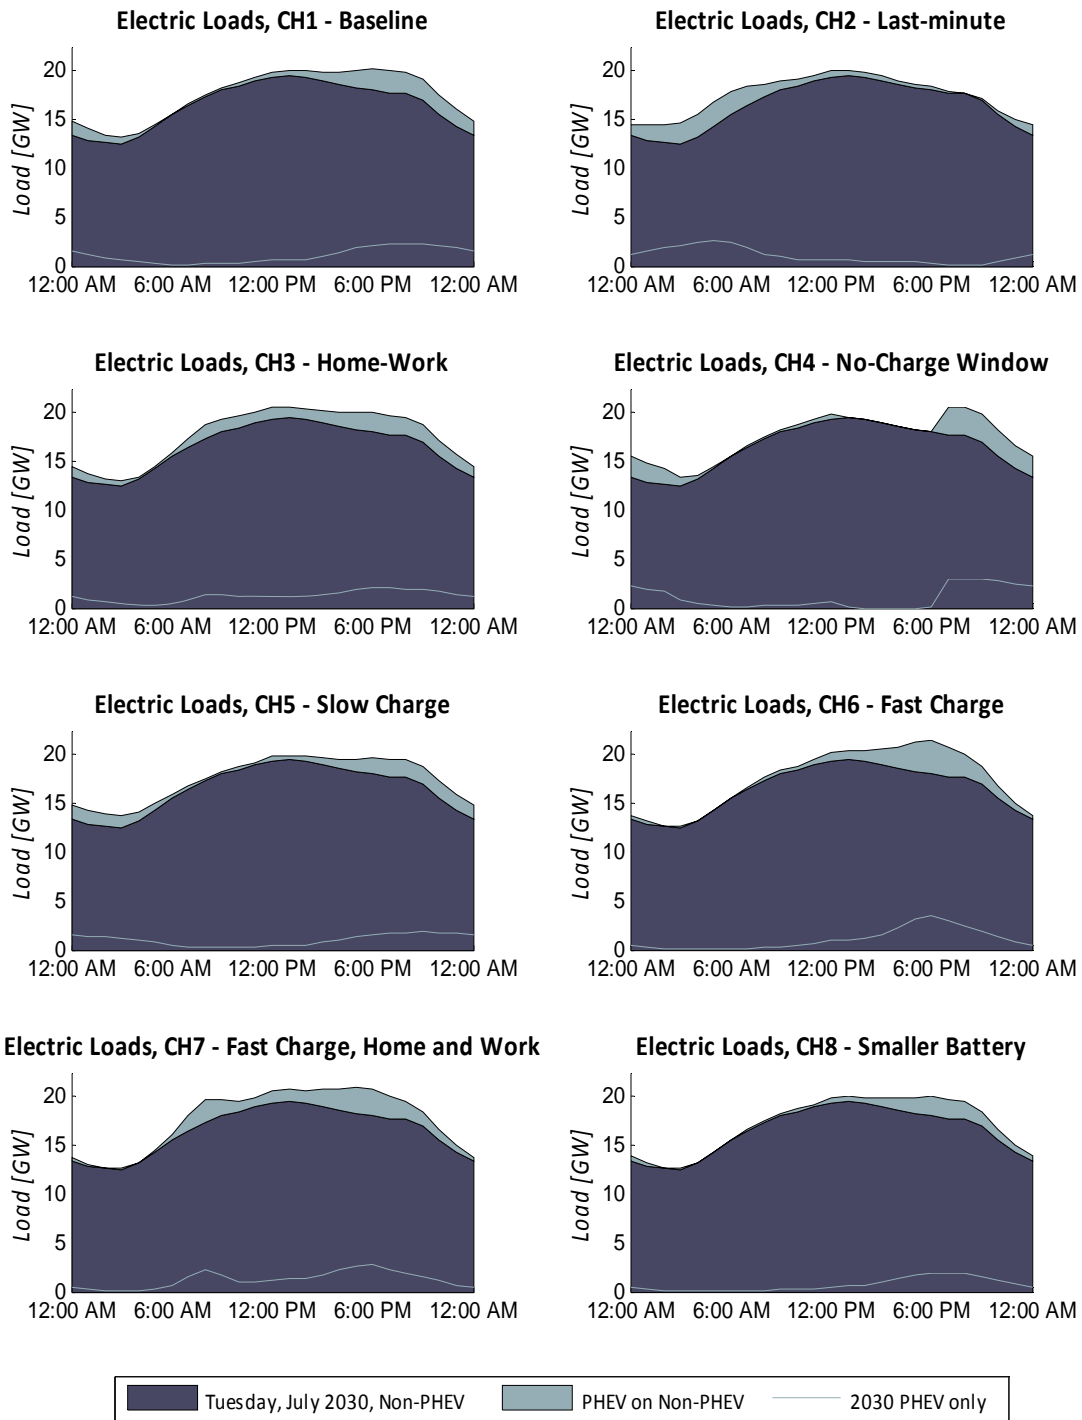 Electric Loads, CH1 - Baseline
Load [GW]
20
15
10
5
0
12:00 AM 6:00 AM 12:00 PM 6:00 PM 12:00 AM
Electric Loads, CH2 - Last-minute
Load [GW]
20
15
10
5
0
12:00 AM 6:00 AM 12:00 PM 6:00 PM 12:00 AM
Electric Loads, CH3 - Home-Work
Load [GW]
20
15
10
5
0
12:00 AM 6:00 AM 12:00 PM 6:00 PM 12:00 AM
Electric Loads, CH4 - No-Charge Window
Load [GW]
20
15
10
5
0
12:00 AM 6:00 AM 12:00 PM 6:00 PM 12:00 AM
Electric Loads, CH5 - Slow Charge
Load [GW]
20
15
10
5
0
12:00 AM 6:00 AM 12:00 PM 6:00 PM 12:00 AM
Electric Loads, CH6 - Fast Charge
Load [GW]
20
15
10
5
0
12:00 AM 6:00 AM 12:00 PM 6:00 PM 12:00 AM
Electric Loads, CH7 - Fast Charge, Home and Work
Load [GW]
20
15
10
5
0
12:00 AM 6:00 AM 12:00 PM 6:00 PM 12:00 AM
Electric Loads, CH8 - Smaller Battery
Load [GW]
20
15
10
5
0
12:00 AM 6:00 AM 12:00 PM 6:00 PM 12:00 AM
Tuesday, July 2030, Non-PHEV PHEV on Non-PHEV 2030 PHEV only